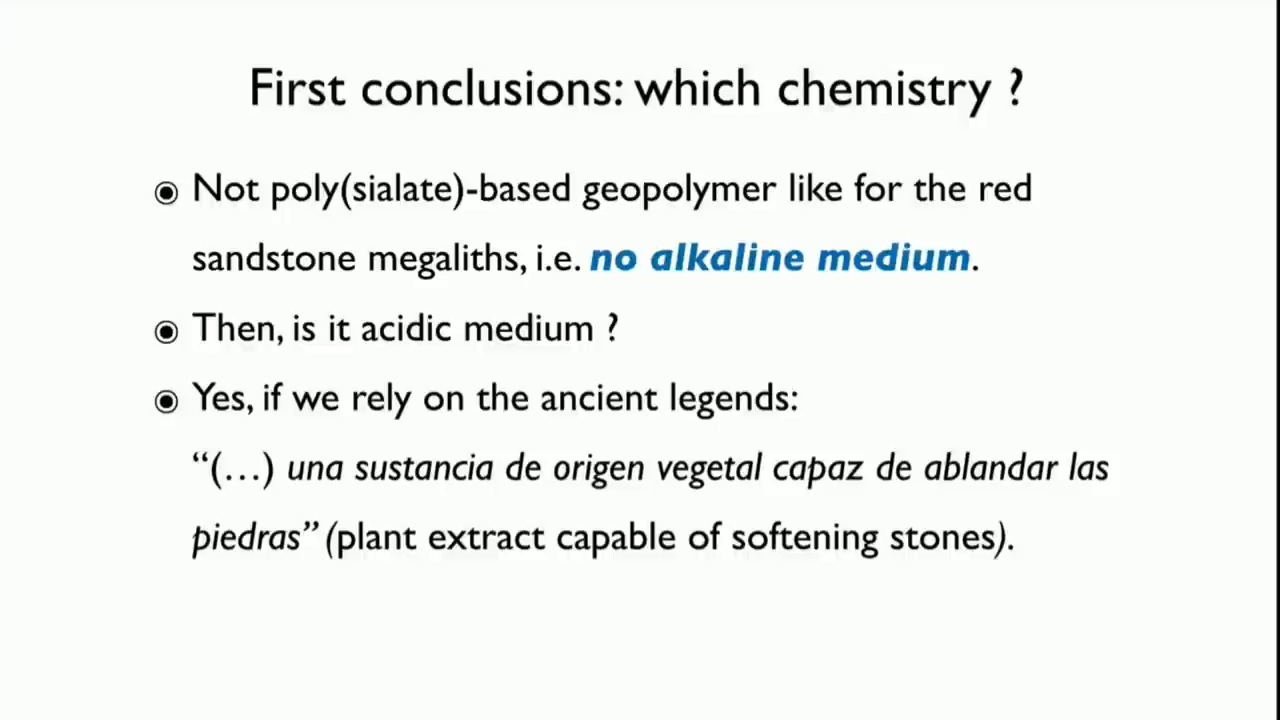 First conclusions: which chemistry ?
◉ Not poly(sialate)-based geopolymer like for the red
sandstone megaliths, i.e. no alkaline medium.
◉ Then, is it acidic medium ?
◉ Yes, if we rely on the ancient legends:
“(…) una sustancia de origen vegetal capaz de ablandar las
piedras” (plant extract capable of softening stones).